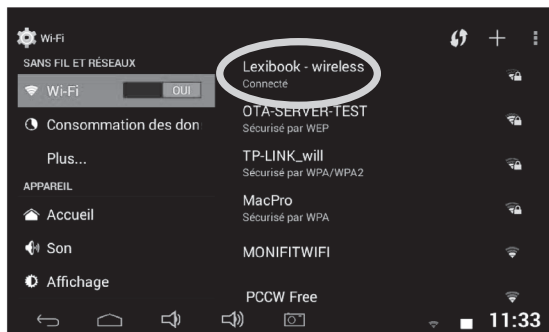 Wi-Fi
SANS FIL ET RÉSEAUX
Wi-Fi OUI
Consommation des don
Plus...
APPAREIL
Accueil
Son
Affichage
Lexibook - wireless
Connecté
OTA-SERVER-TEST
Sécurisé par WEP
TP-LINK_will
Sécurisé par WPA/WPA2
MacPro
Sécurisé par WPA
MONIFITWIFI
PCCW Free
11:33